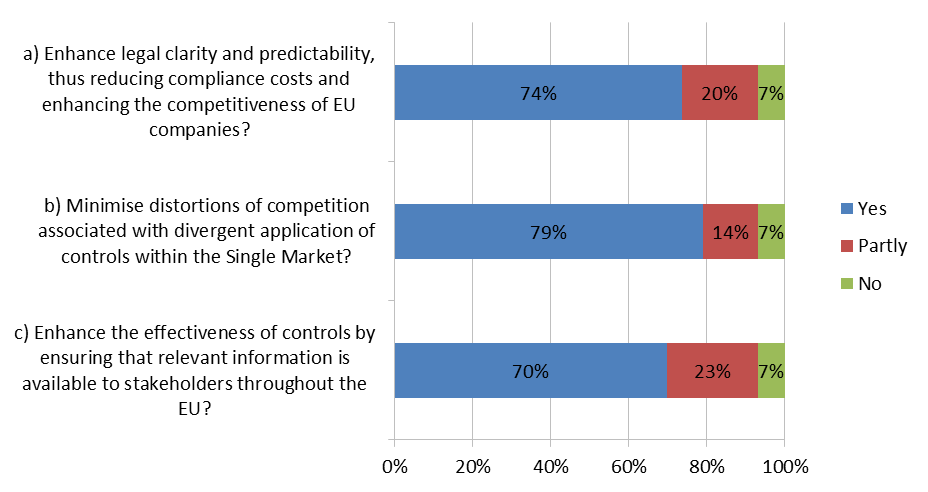 a) Enhance legal clarity and predictability,
thus reducing compliance costs and
enhancing the competitiveness of EU
companies?
74%
20%
7%
b) Minimise distortions of competition
associated with divergent application of
controls within the Single Market?
79%
14%
7%
c) Enhance the effectiveness of controls by
ensuring that relevant information is
available to stakeholders throughout the
EU?
70%
23%
7%
0%
20%
40%
60%
80%
100%
Yes
Partly
No